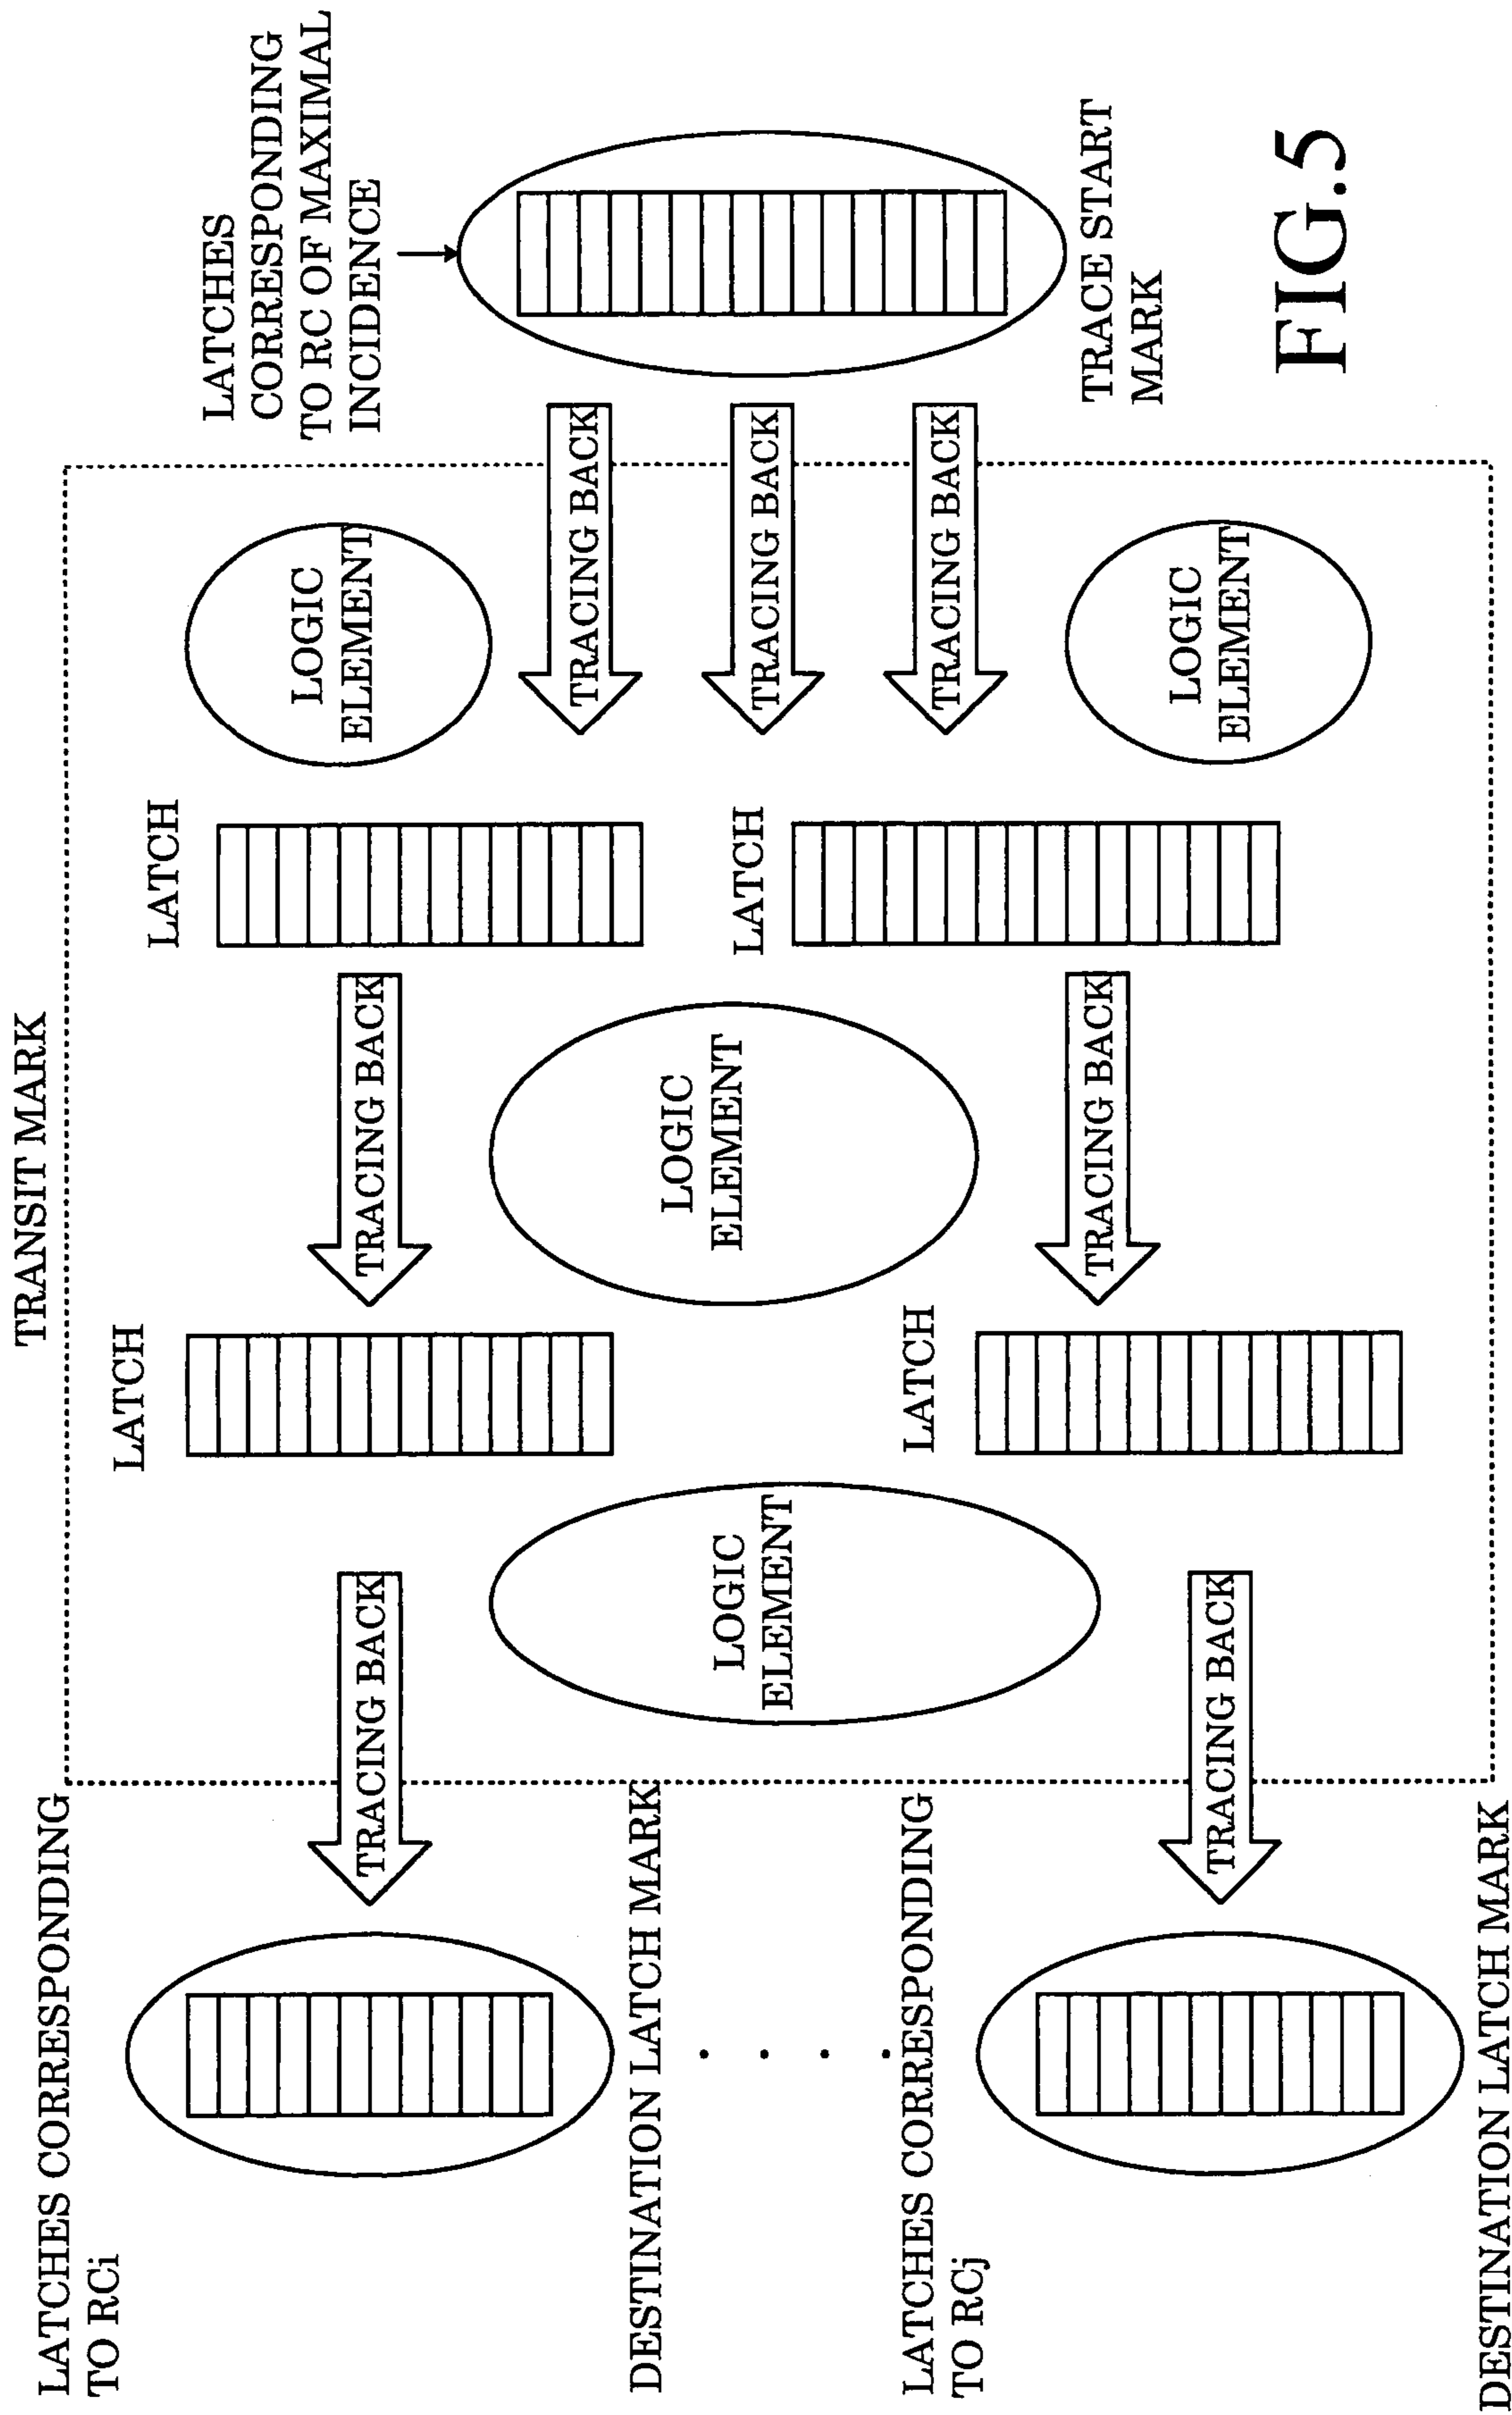 TRANSIT MARK
LATCHES CORRESPONDING
TO RCi
LATCH
LATCH
LATCHES
CORRESPONDING
TO RC OF MAXIMAL
INCIDENCE
LOGIC
ELEMENT
TRACING BACK
TRACING BACK
TRACING BACK
DESTINATION LATCH MARK
LOGIC
ELEMENT
LOGIC
ELEMENT
LATCH
TRACING BACK
LATCHES CORRESPONDING
TO RCj
LATCH
TRACING BACK
TRACING BACK
TRACE START
MARK
LOGIC
ELEMENT
TRACING BACK
DESTINATION LATCH MARK
FIG.5